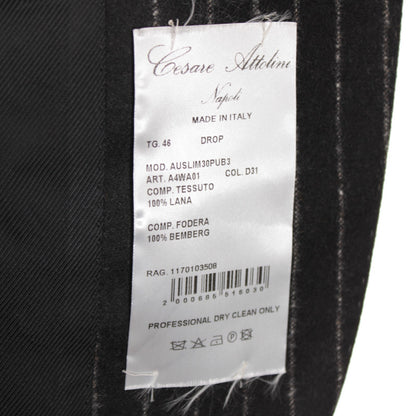 Cesare Attolini
Napoli
MADE IN ITALY
TG. 46 DROP
MOD. AUSLIM30PUB3
ART. A4WA01 COL. D31
COMP. TESSUTO
100% LANA
COMP. FODERA
100% BEMBERG
RAG. 1170103508
2 000685 518030
PROFESSIONAL DRY CLEAN ONLY
P